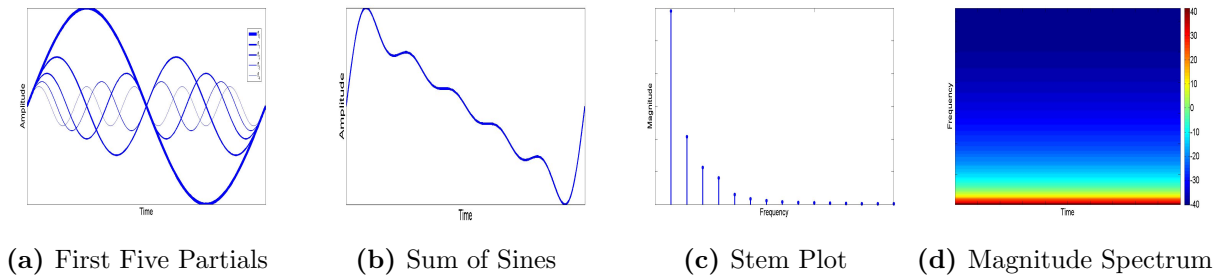 Amplitude
Time
Amplitude
Time
Magnitude
Frequency
Frequency
Time
40
30
20
10
0
-10
-20
-30
-40
(a) First Five Partials
(b) Sum of Sines
(c) Stem Plot
(d) Magnitude Spectrum